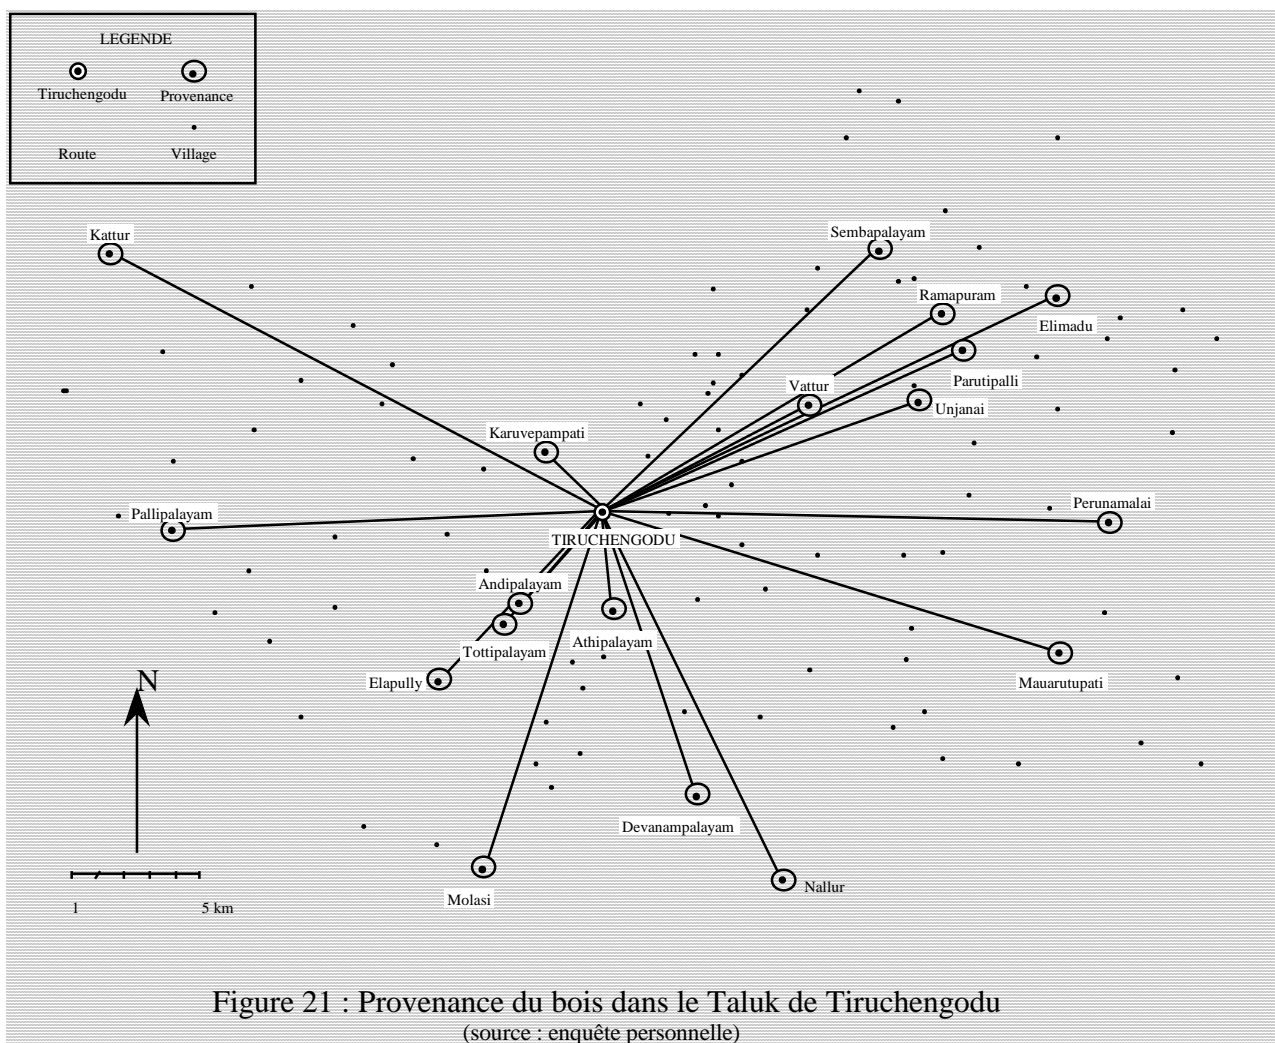 LEGENDE
Tiruchengodu Provenance
Route Village
Kattur
Sembapalayam
Ramapuram
Elimadu
Parutipalli
Vattur
Unjanai
Karuvepampati
Pallipalayam
Perunamalai
TIRUCHENGODU
Andipalayam
Tottipalayam
Athipalayam
Elapully
Mauarutupati
N
Devanampalayam
Molasi
Nallur
1 5 km
Figure 21 : Provenance du bois dans le Taluk de Tiruchengodu
(source : enquête personnelle)